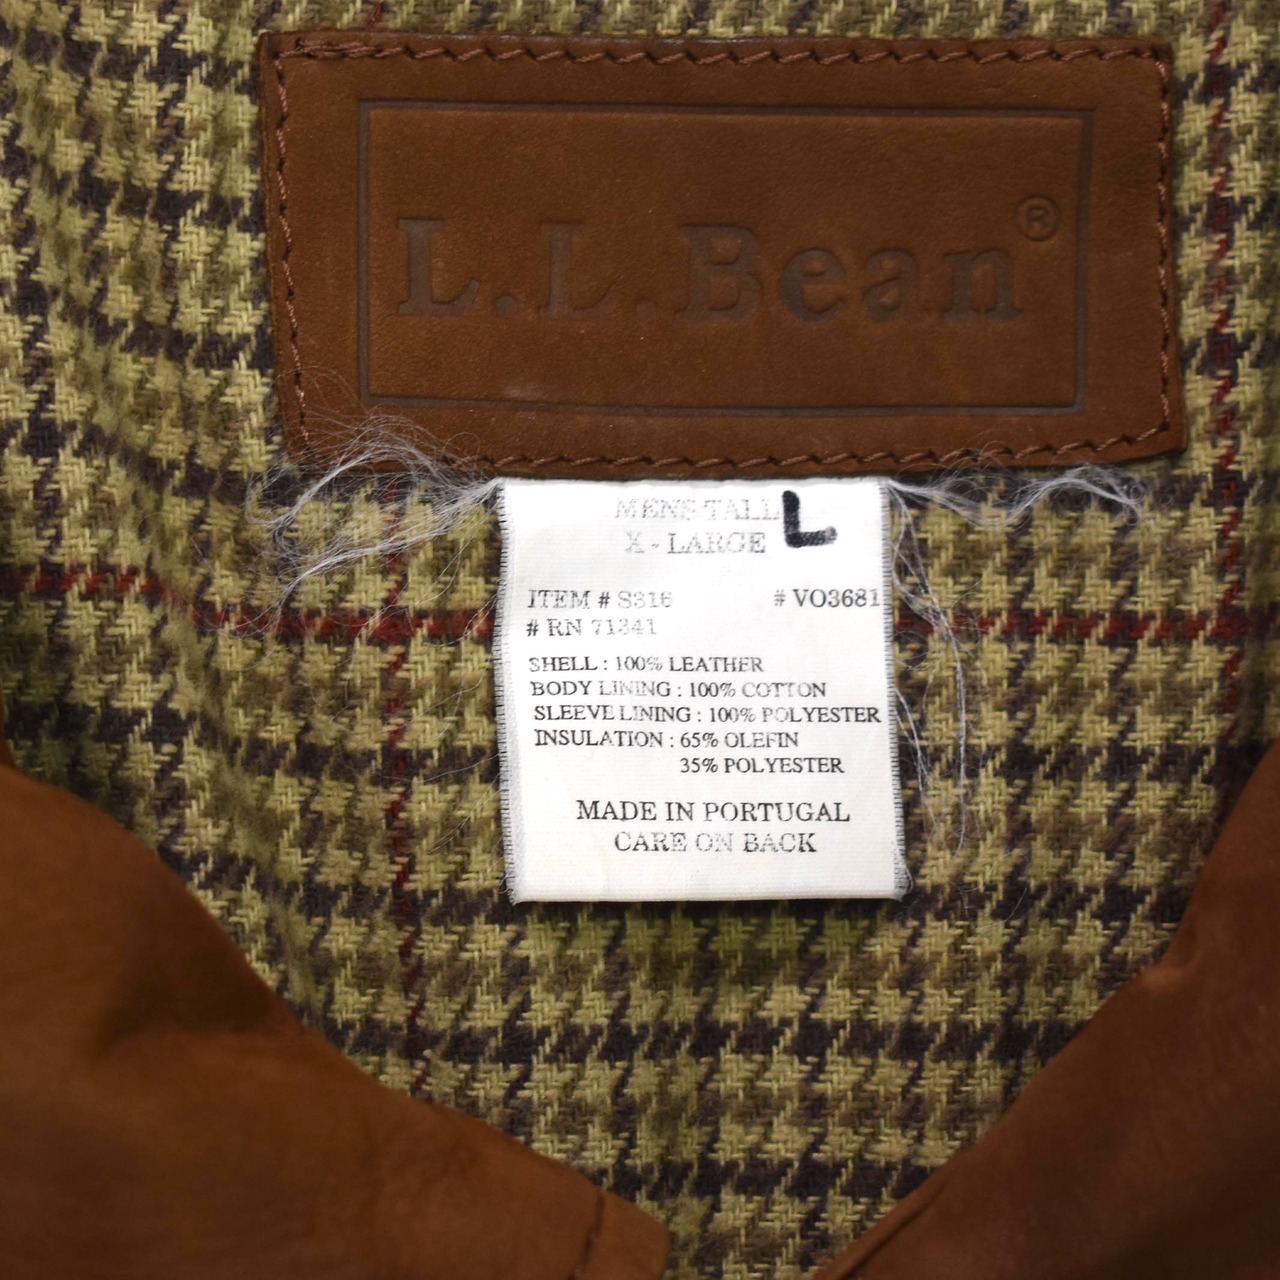 L.L.Bean®
MENS TALL L
X - LARGE
ITEM # S316 # VO3681
# RN 71341
SHELL : 100% LEATHER
BODY LINING : 100% COTTON
SLEEVE LINING : 100% POLYESTER
INSULATION : 65% OLEFIN
35% POLYESTER
MADE IN PORTUGAL
CARE ON BACK